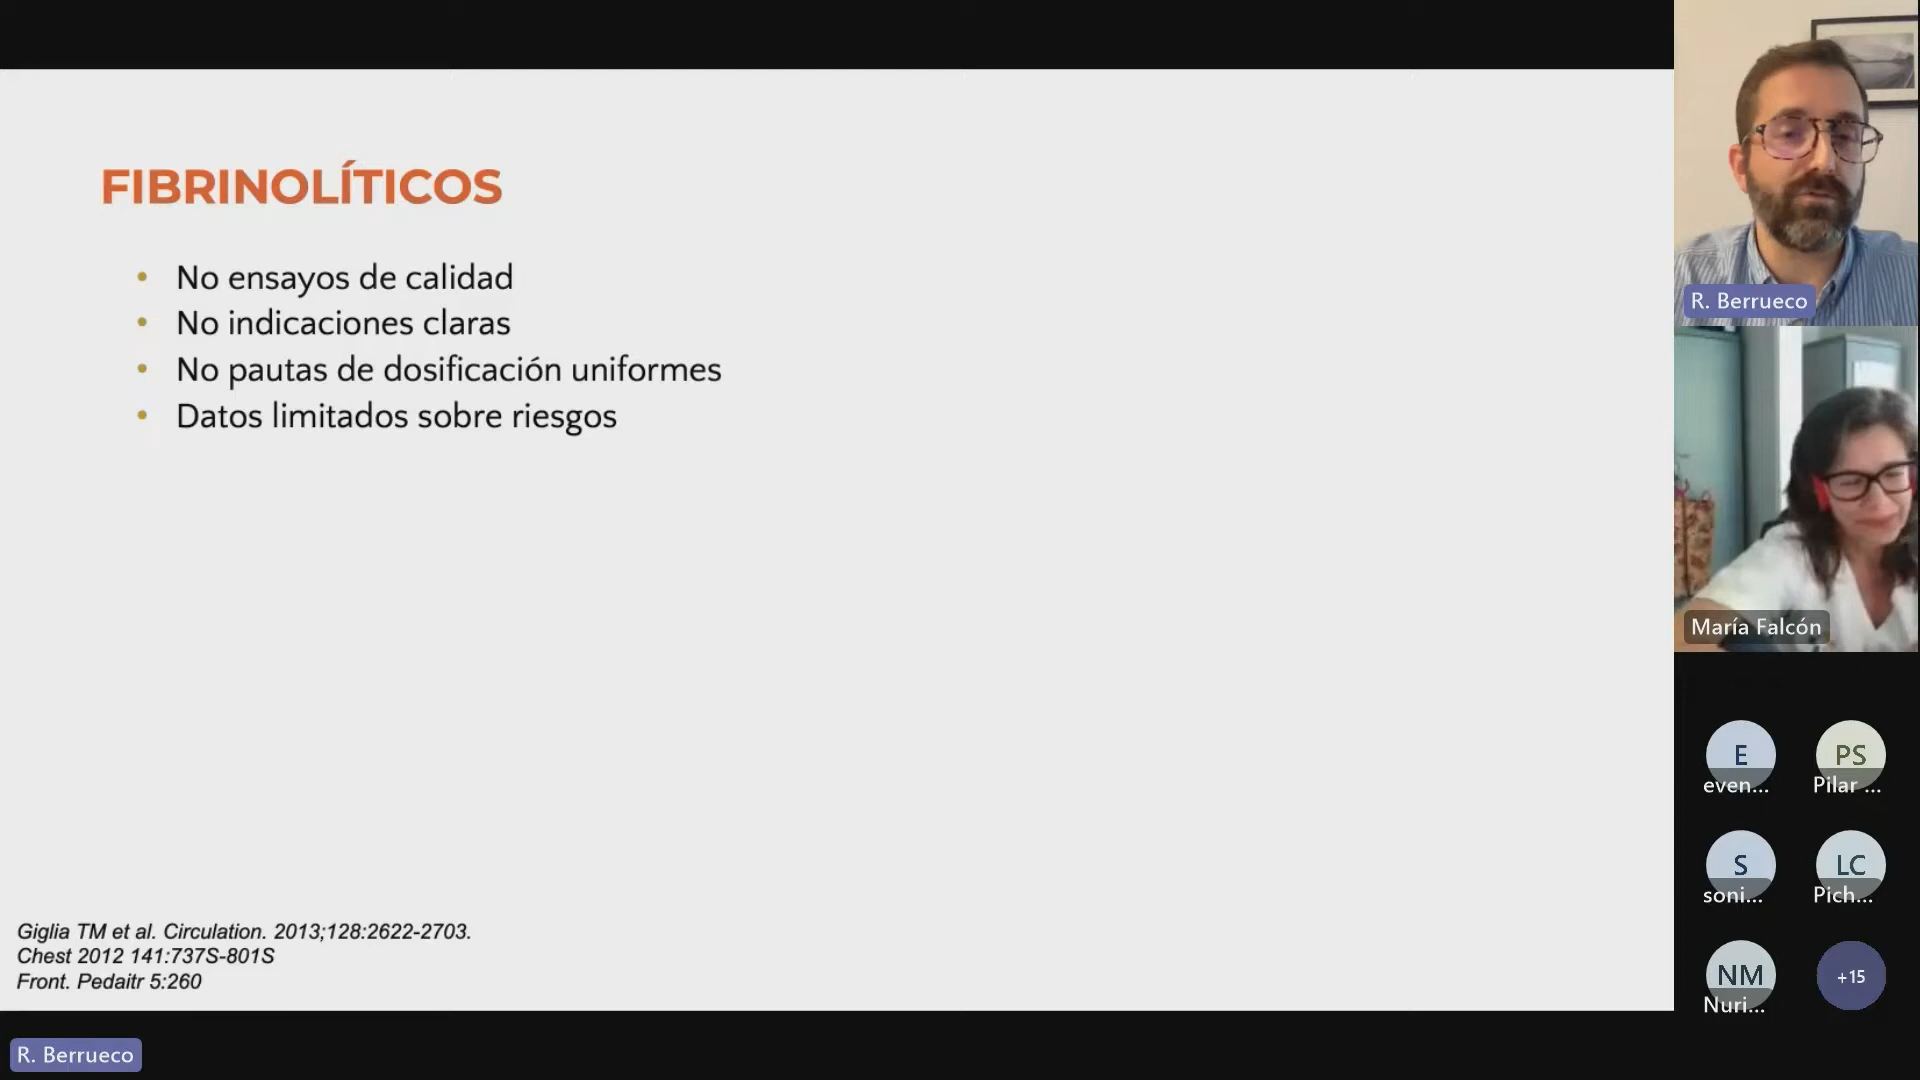 FIBRINOLÍTICOS
• No ensayos de calidad
• No indicaciones claras
• No pautas de dosificación uniformes
• Datos limitados sobre riesgos
Giglia TM et al. Circulation. 2013;128:2622-2703.
Chest 2012 141:737S-801S
Front. Pedaitr 5:260
R. Berrueco
R. Berrueco
María Falcón
E
even...
PS
Pilar ...
S
soni...
LC
Pich...
NM
Nuri...
+15